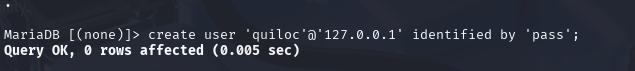 .
MariaDB [(none)]> create user 'quiloc'@'127.0.0.1' identified by 'pass';
Query OK, 0 rows affected (0.005 sec)